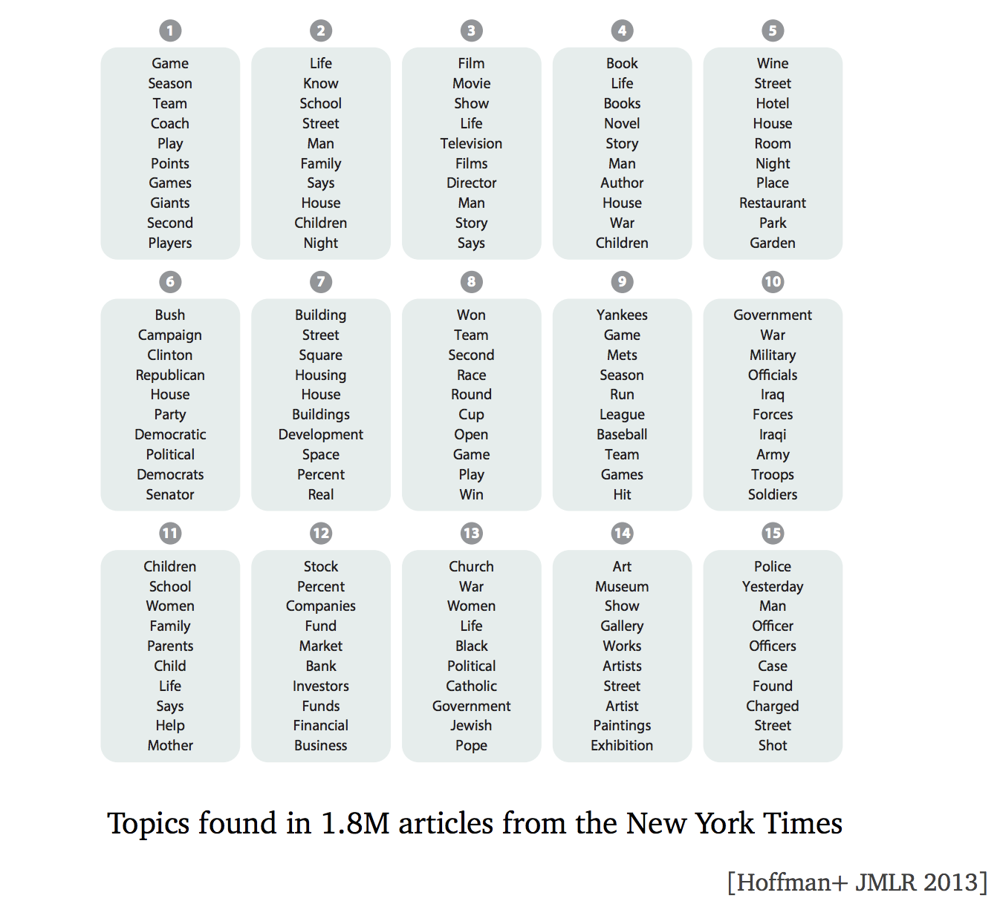 1
Game
Season
Team
Coach
Play
Points
Games
Giants
Second
Players
2
Life
Know
School
Street
Man
Family
Says
House
Children
Night
3
Film
Movie
Show
Life
Television
Films
Director
Man
Story
Says
4
Book
Life
Books
Novel
Story
Man
Author
House
War
Children
5
Wine
Street
Hotel
House
Room
Night
Place
Restaurant
Park
Garden
6
Bush
Campaign
Clinton
Republican
House
Party
Democratic
Political
Democrats
Senator
7
Building
Street
Square
Housing
House
Buildings
Development
Space
Percent
Real
8
Won
Team
Second
Race
Round
Cup
Open
Game
Play
Win
9
Yankees
Game
Mets
Season
Run
League
Baseball
Team
Games
Hit
10
Government
War
Military
Officials
Iraq
Forces
Iraqi
Army
Troops
Soldiers
11
Children
School
Women
Family
Parents
Child
Life
Says
Help
Mother
12
Stock
Percent
Companies
Fund
Market
Bank
Investors
Funds
Financial
Business
13
Church
War
Women
Life
Black
Political
Catholic
Government
Jewish
Pope
14
Art
Museum
Show
Gallery
Works
Artists
Street
Artist
Paintings
Exhibition
15
Police
Yesterday
Man
Officer
Officers
Case
Found
Charged
Street
Shot
Topics found in 1.8M articles from the New York Times
[Hoffman+ JMLR 2013]